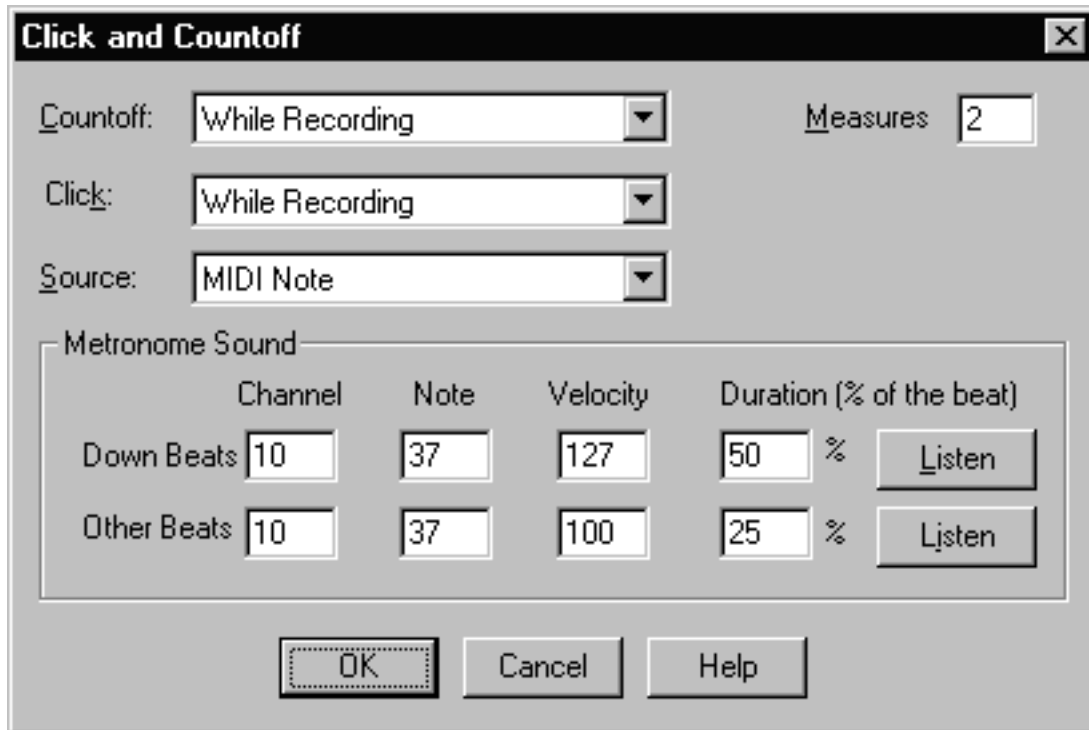 Click and Countoff
Countoff: While Recording Measures 2
Click: While Recording
Source: MIDI Note
Metronome Sound
Channel Note Velocity Duration (% of the beat)
Down Beats 10 37 127 50 % Listen
Other Beats 10 37 100 25 % Listen
OK Cancel Help